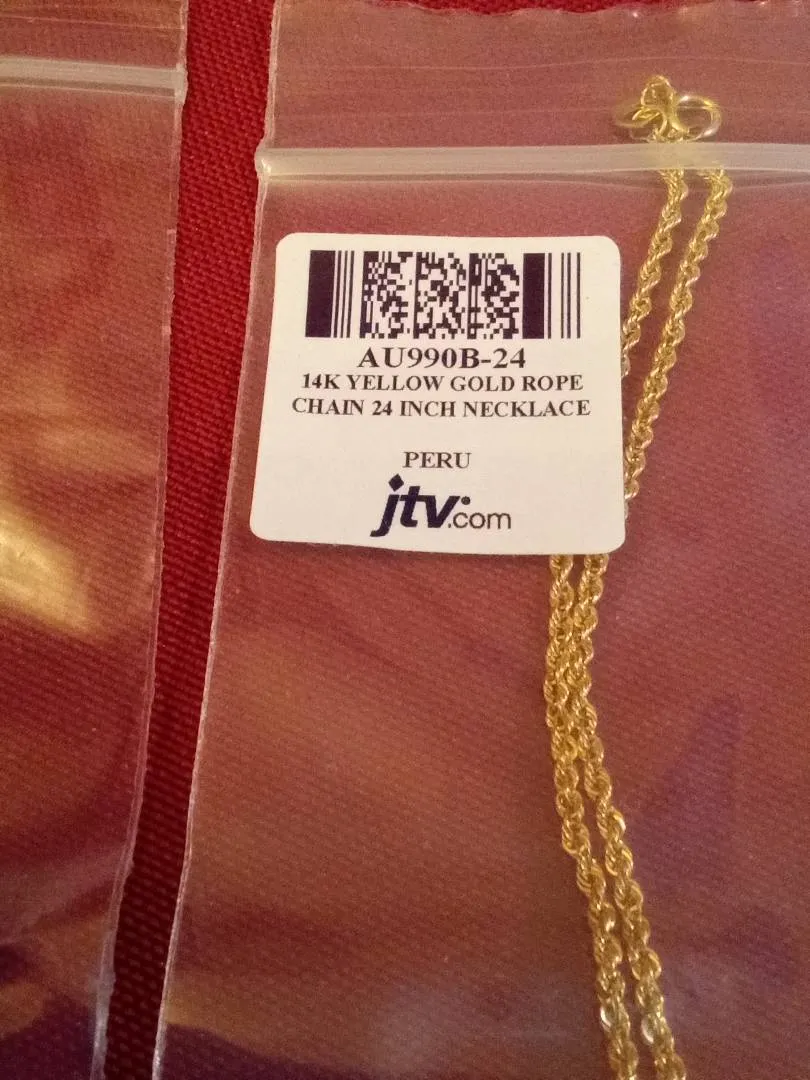 AU990B-24
14K YELLOW GOLD ROPE
CHAIN 24 INCH NECKLACE
PERU
jtv.com